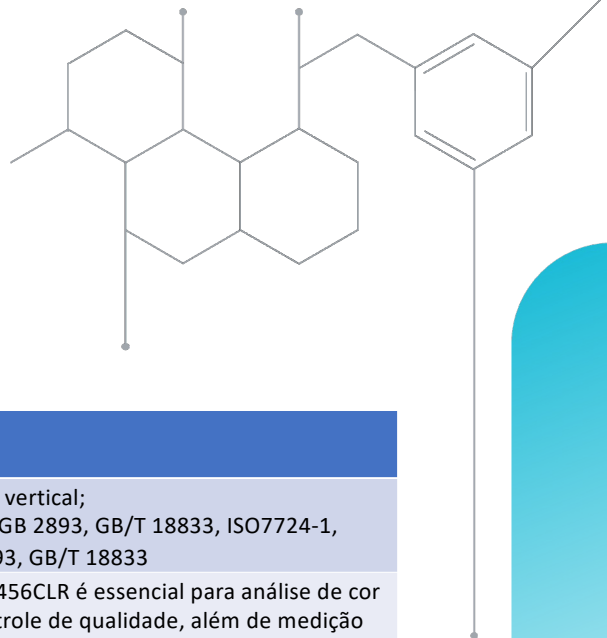 vertical;
GB 2893, GB/T 18833, ISO7724-1,
93, GB/T 18833
456CLR é essencial para análise de cor
trole de qualidade, além de medição